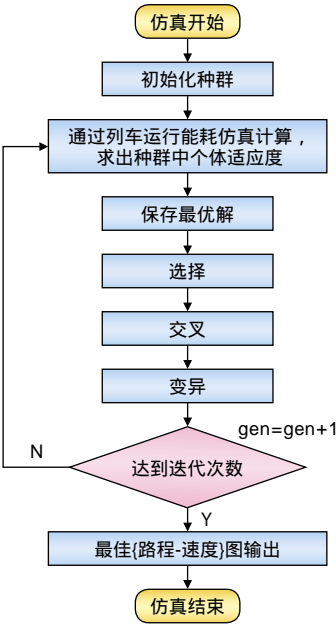 仿真开始
初始化种群
通过列车运行能耗仿真计算，
求出种群中个体适应度
保存最优解
选择
交叉
变异
gen=gen+1
达到迭代次数
N
Y
最佳{路程-速度}图输出
仿真结束